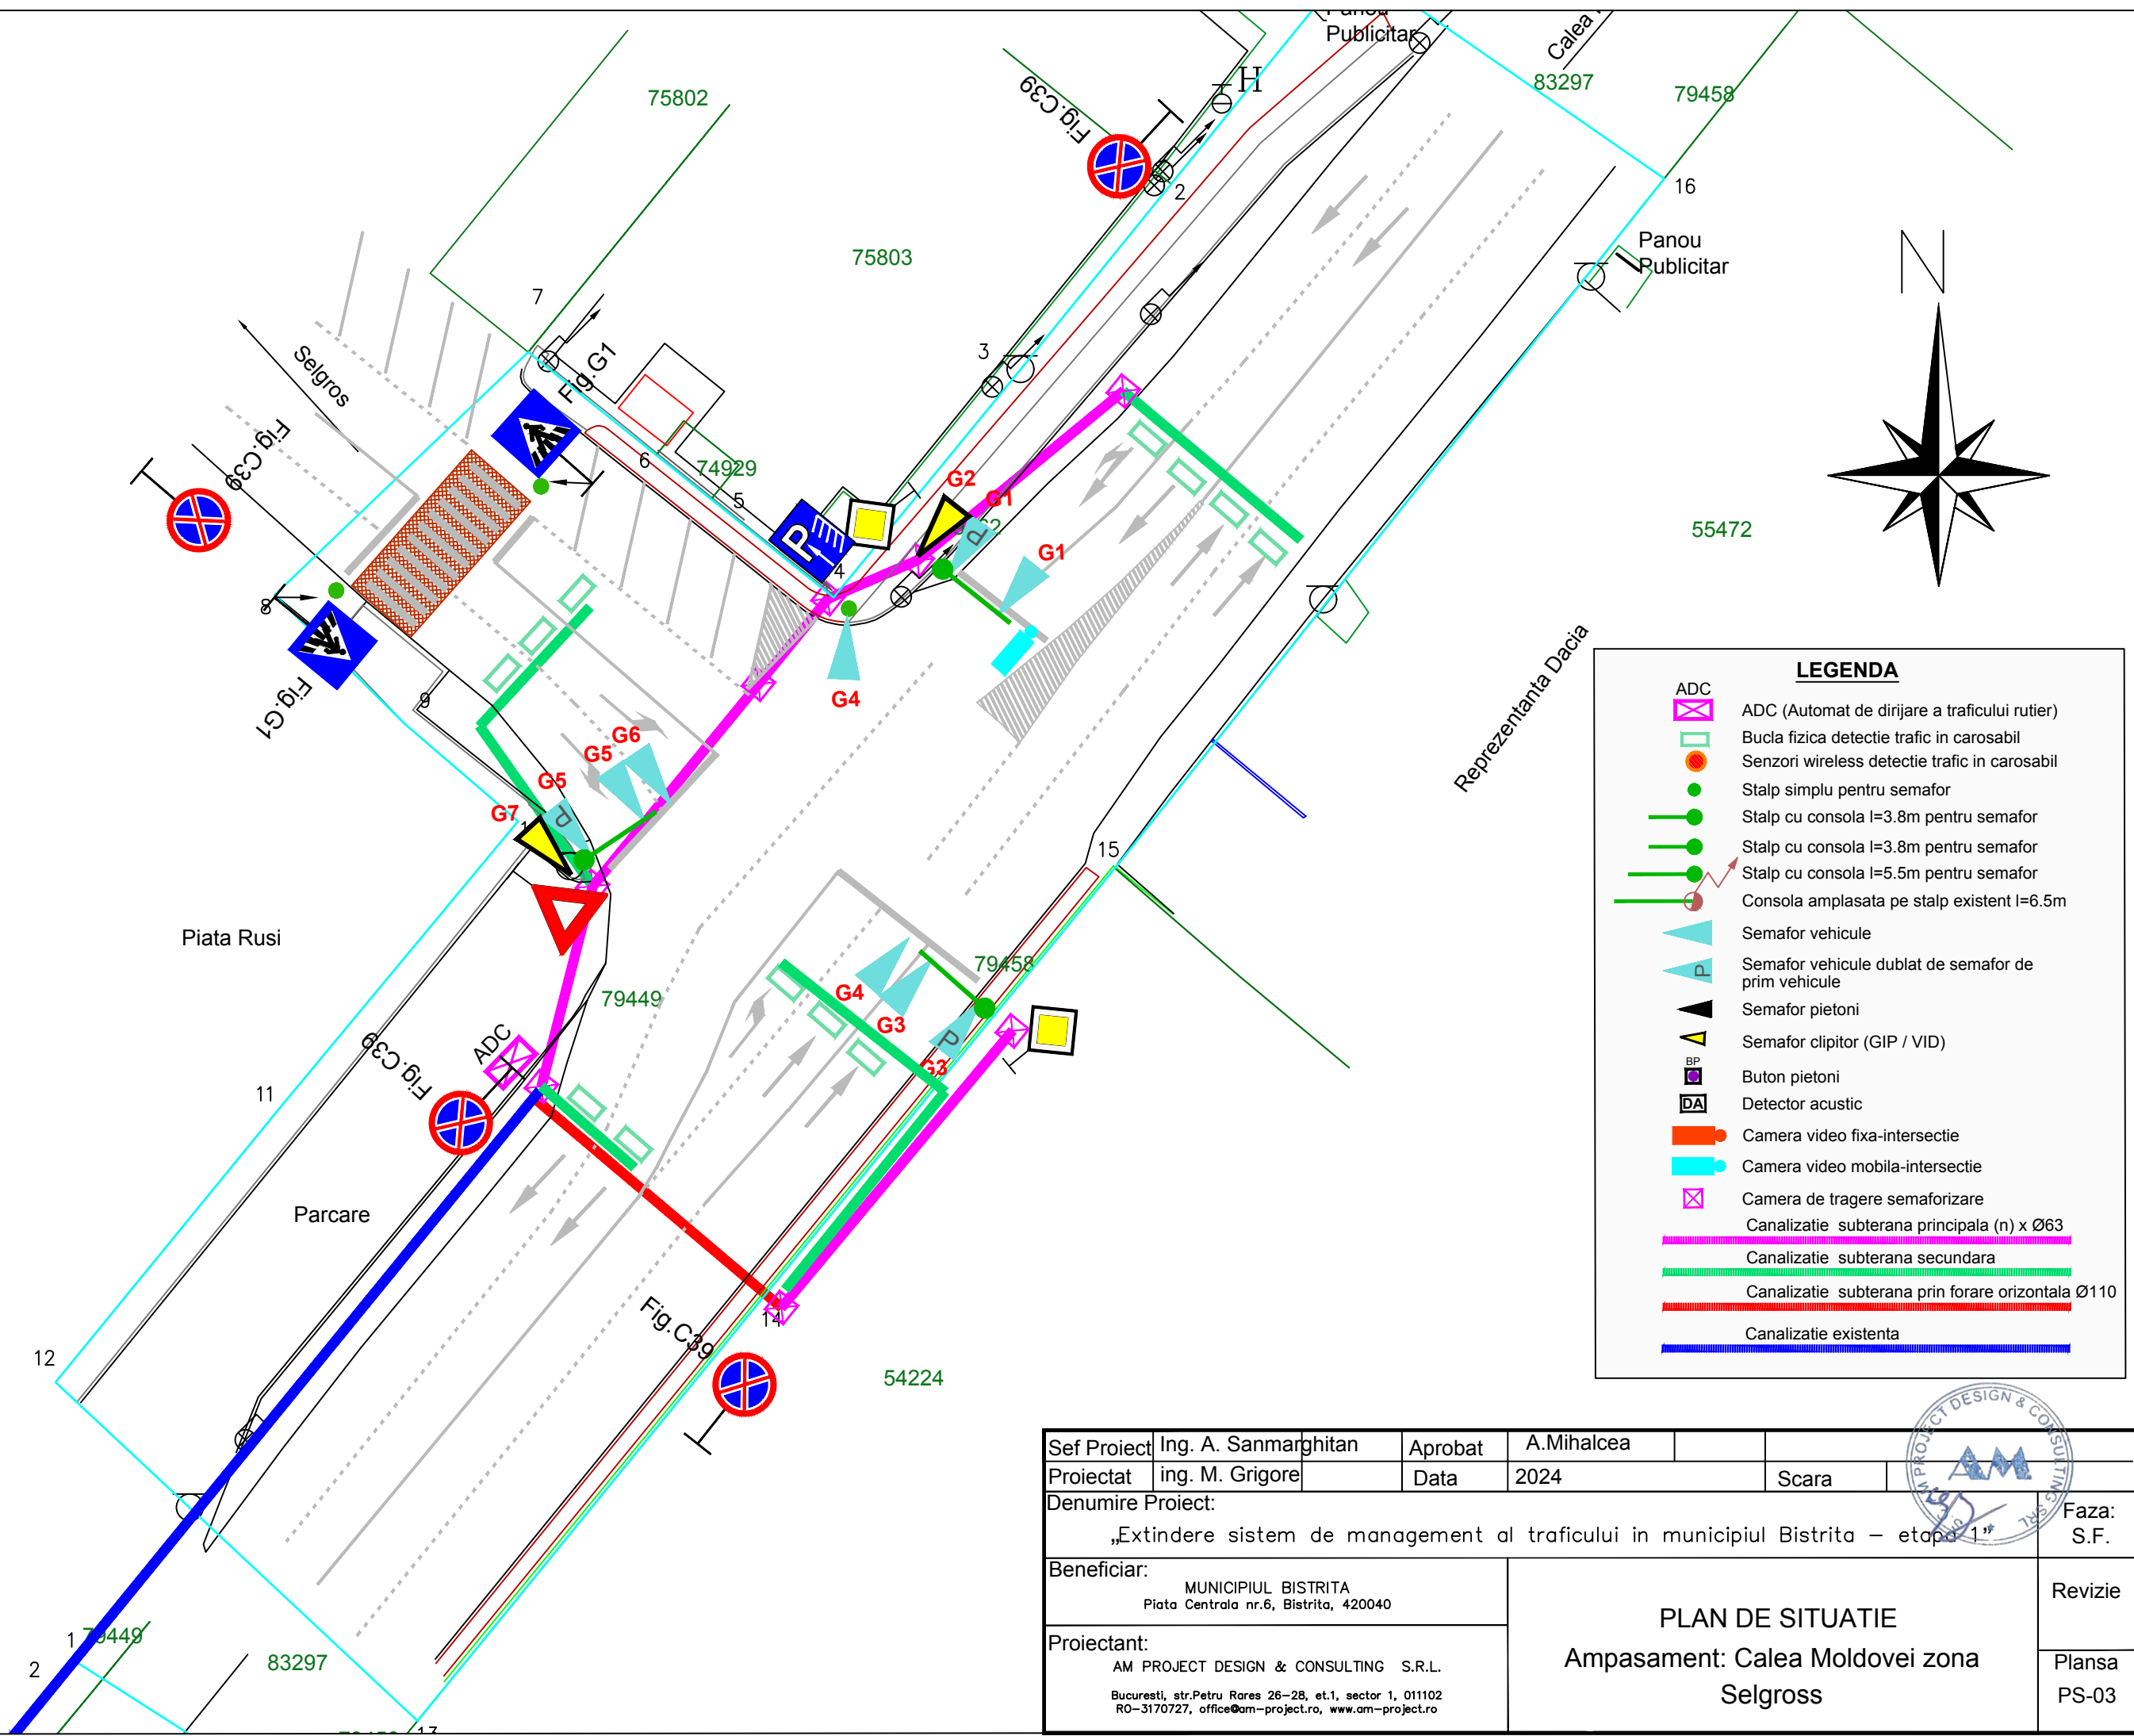 Panou
Publicitar
Calea
83297
79458
75802
Fig.C39
H
2
16
75803
Panou
Publicitar
N
7
Selgros
Fig.G1
3
Fig.C39
6
74929
5
P
G2
G1
P
G1
4
55472
8
G4
Fig.G1
9
G6
G5
G5
P
G7
Reprezentanta Dacia
15
Piata Rusi
79449
79458
G4
G3
P
G3
ADC
Fig.C39
11
Parcare
14
Fig.C39
12
54224
1
79449
2
83297
13
LEGENDA
ADC
ADC (Automat de dirijare a traficului rutier)
Bucla fizica detectie trafic in carosabil
Senzori wireless detectie trafic in carosabil
Stalp simplu pentru semafor
Stalp cu consola l=3.8m pentru semafor
Stalp cu consola l=3.8m pentru semafor
Stalp cu consola l=5.5m pentru semafor
Consola amplasata pe stalp existent l=6.5m
Semafor vehicule
P
Semafor vehicule dublat de semafor de
prim vehicule
Semafor pietoni
Semafor clipitor (GIP / VID)
BP
Buton pietoni
DA
Detector acustic
Camera video fixa-intersectie
Camera video mobila-intersectie
Camera de tragere semaforizare
Canalizatie subterana principala (n) x Ø63
Canalizatie subterana secundara
Canalizatie subterana prin forare orizontala Ø110
Canalizatie existenta
Sef Proiect Ing. A. Sanmarghitan Aprobat A.Mihalcea
Proiectat ing. M. Grigore Data 2024 Scara
Denumire Proiect:
„Extindere sistem de management al traficului in municipiul Bistrita – etapa 1”
Faza:
S.F.
Beneficiar:
MUNICIPIUL BISTRITA
Piata Centrala nr.6, Bistrita, 420040
Proiectant:
AM PROJECT DESIGN & CONSULTING S.R.L.
Bucuresti, str.Petru Rares 26–28, et.1, sector 1, 011102
RO–3170727, office@am–project.ro, www.am–project.ro
PLAN DE SITUATIE
Ampasament: Calea Moldovei zona
Selgross
Revizie
Plansa
PS-03
AM PROJECT DESIGN & CONSULTING SRL
AM